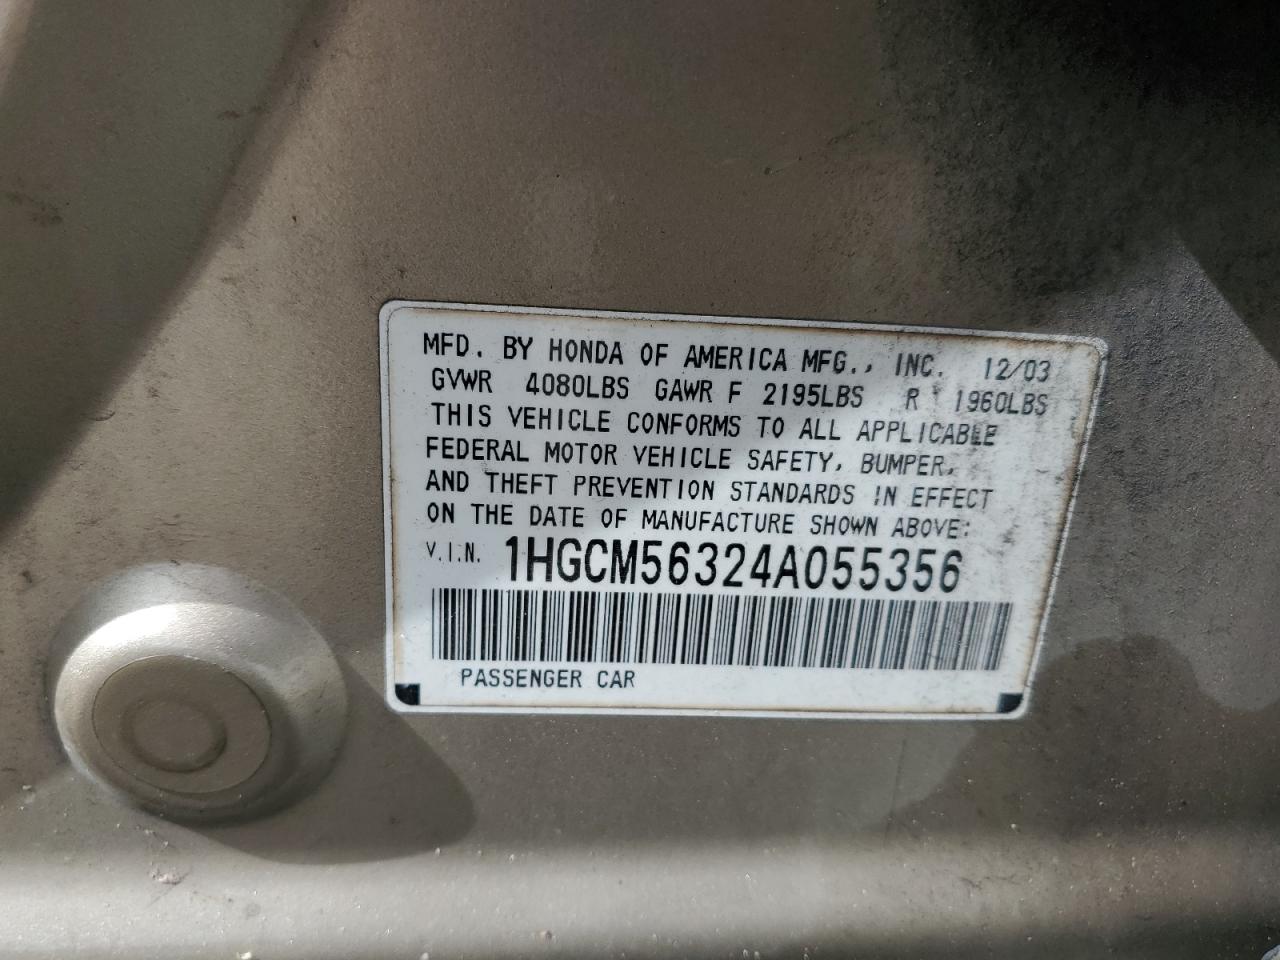 MFD. BY HONDA OF AMERICA MFG., INC. 12/03
GVWR 4080LBS GAWR F 2195LBS R 1960LBS
THIS VEHICLE CONFORMS TO ALL APPLICABLE
FEDERAL MOTOR VEHICLE SAFETY, BUMPER,
AND THEFT PREVENTION STANDARDS IN EFFECT
ON THE DATE OF MANUFACTURE SHOWN ABOVE:
V.I.N. 1HGCM56324A055356
PASSENGER CAR